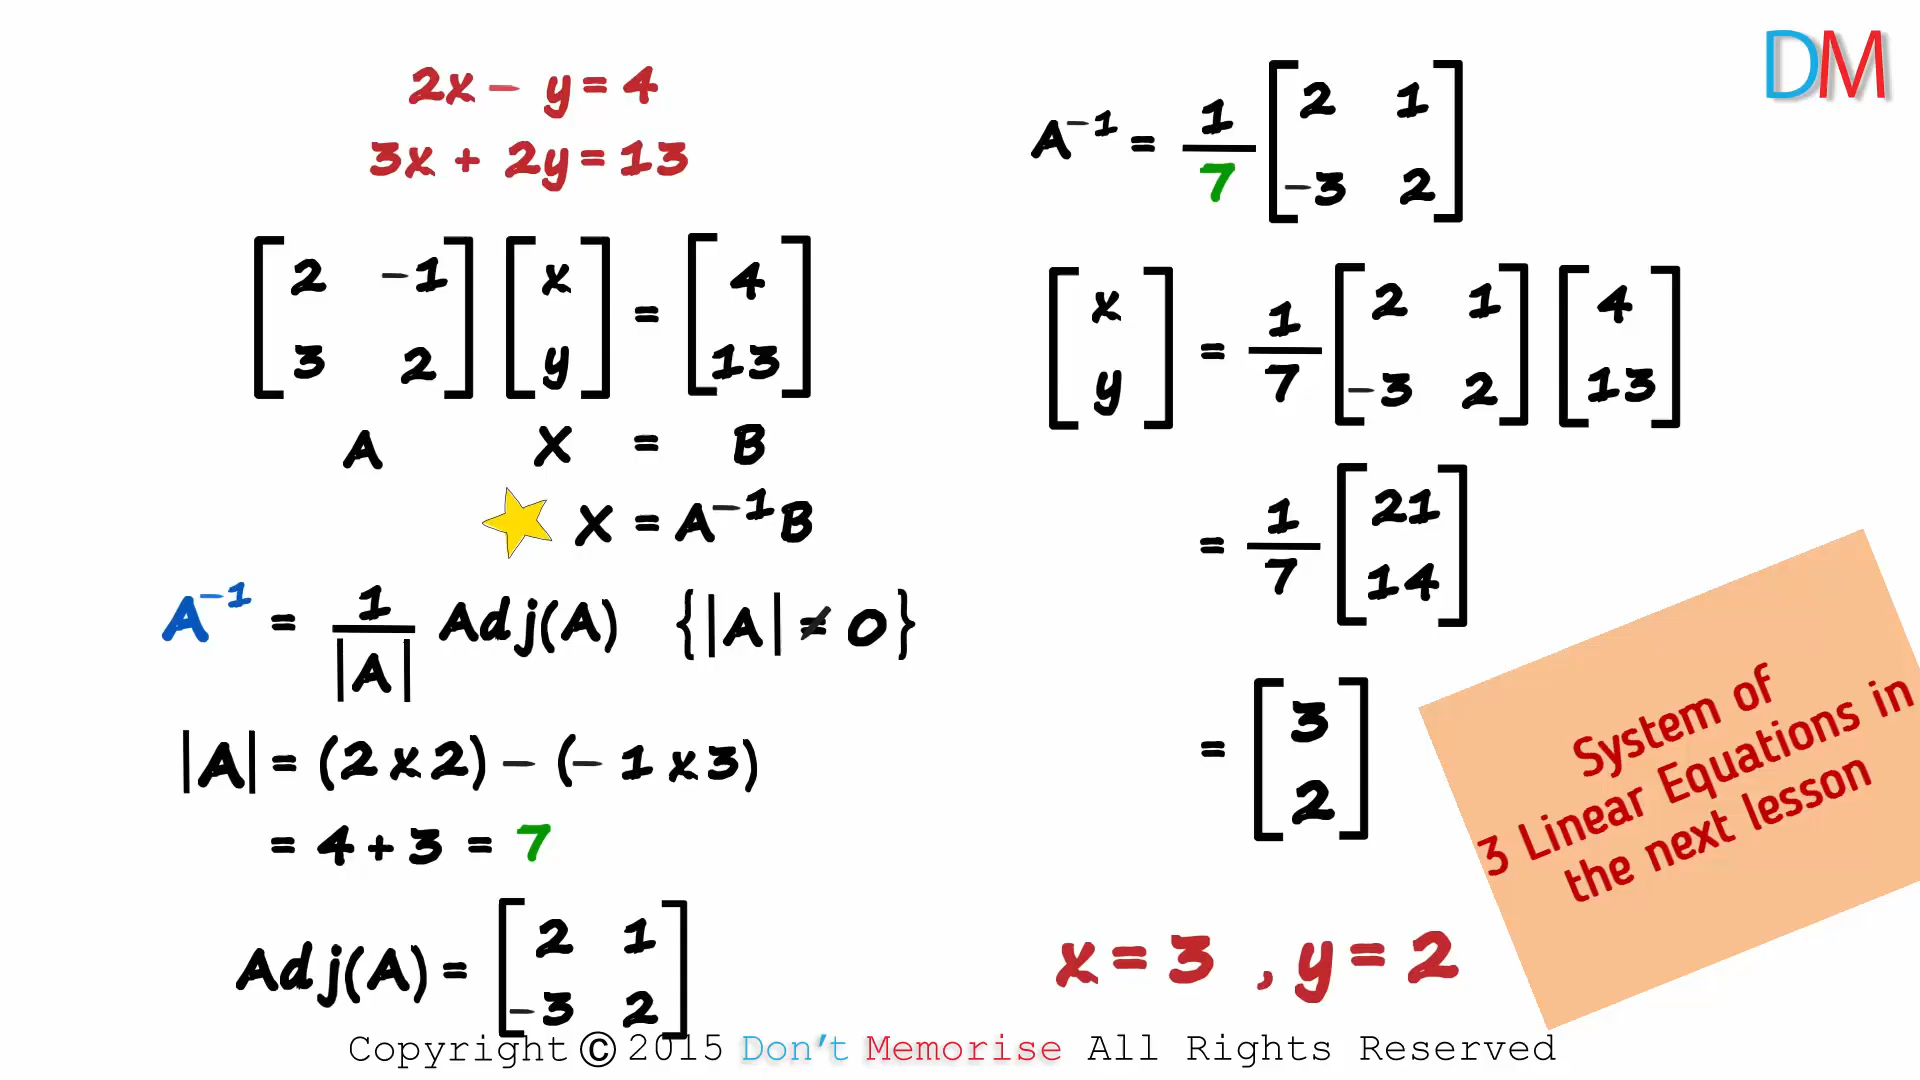 2x − y = 4
3x + 2y = 13
[2 −1] [x] = [4]
[3 2] [y] [13]
A X = B
X = A⁻¹B
A⁻¹ = 1/|A| Adj(A) {|A| ≠ 0}
|A| = (2 x 2) − (− 1 x 3)
= 4 + 3 = 7
Adj(A) = [2 1]
[−3 2]
DM
A⁻¹ = 1/7 [2 1]
[−3 2]
[x] = 1/7 [2 1] [4]
[y] [−3 2] [13]
= 1/7 [21]
[14]
= [3]
[2]
x = 3 , y = 2
System of
3 Linear Equations in
the next lesson
Copyright © 2015 Don't Memorise All Rights Reserved